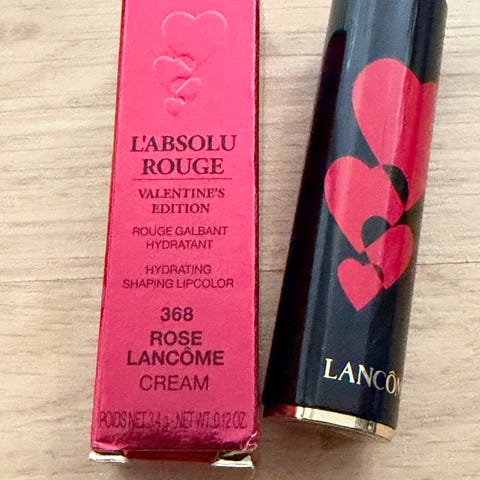 L'ABSOLU
ROUGE
VALENTINE'S
EDITION
ROUGE GALBANT
HYDRATANT
HYDRATING
SHAPING LIPCOLOR
368
ROSE
LANCÔME
CREAM
POIDS NET 3.4 g - NET WT. 0.12 OZ.
LANCÔM